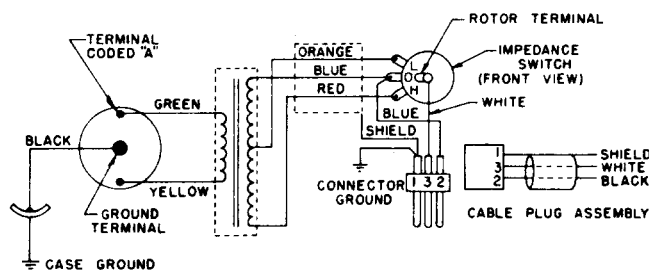 TERMINAL
CODED "A"
GREEN
BLACK
YELLOW
GROUND
TERMINAL
CASE GROUND
ORANGE
BLUE
RED
BLUE
SHIELD
L
O
H
ROTOR TERMINAL
IMPEDANCE
SWITCH
(FRONT VIEW)
WHITE
CONNECTOR
GROUND
1 3 2
1
3
2
SHIELD
WHITE
BLACK
CABLE PLUG ASSEMBLY